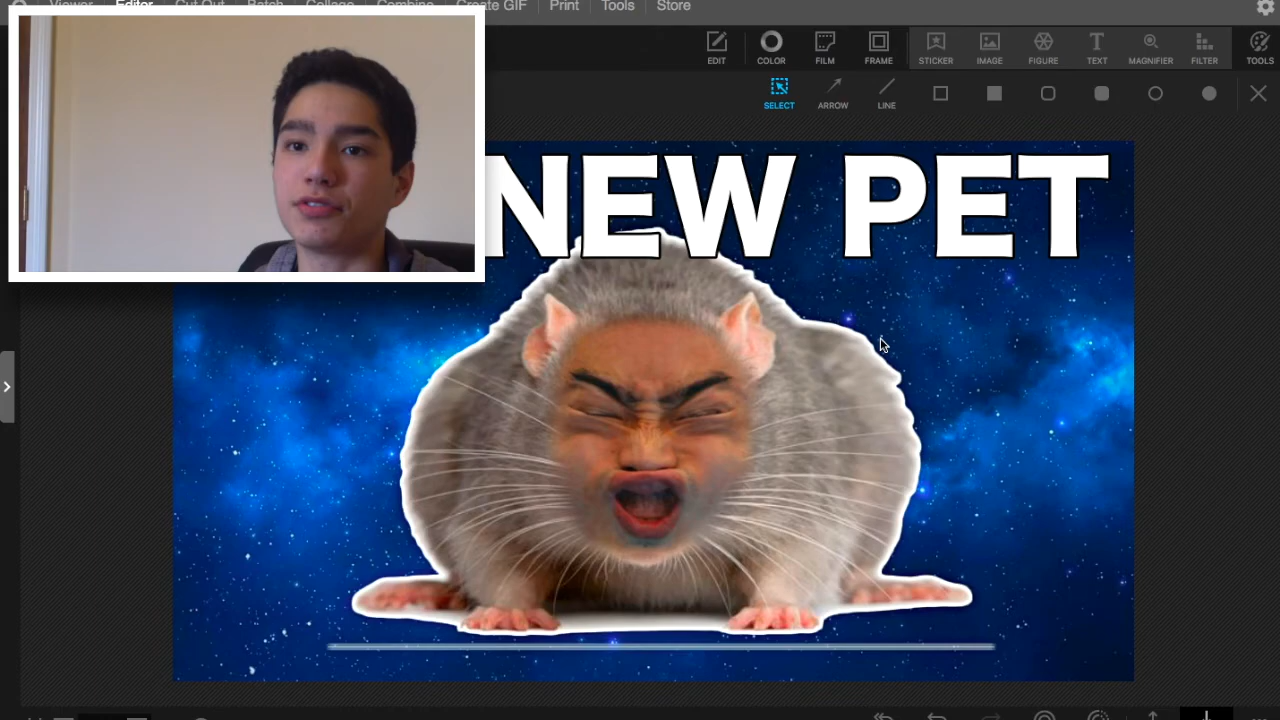 Viewer Editor Cut Out Batch Collage Combine Create GIF Print Tools Store
EDIT COLOR FILM FRAME STICKER IMAGE FIGURE TEXT MAGNIFIER FILTER TOOLS
SELECT ARROW LINE
NEW PET